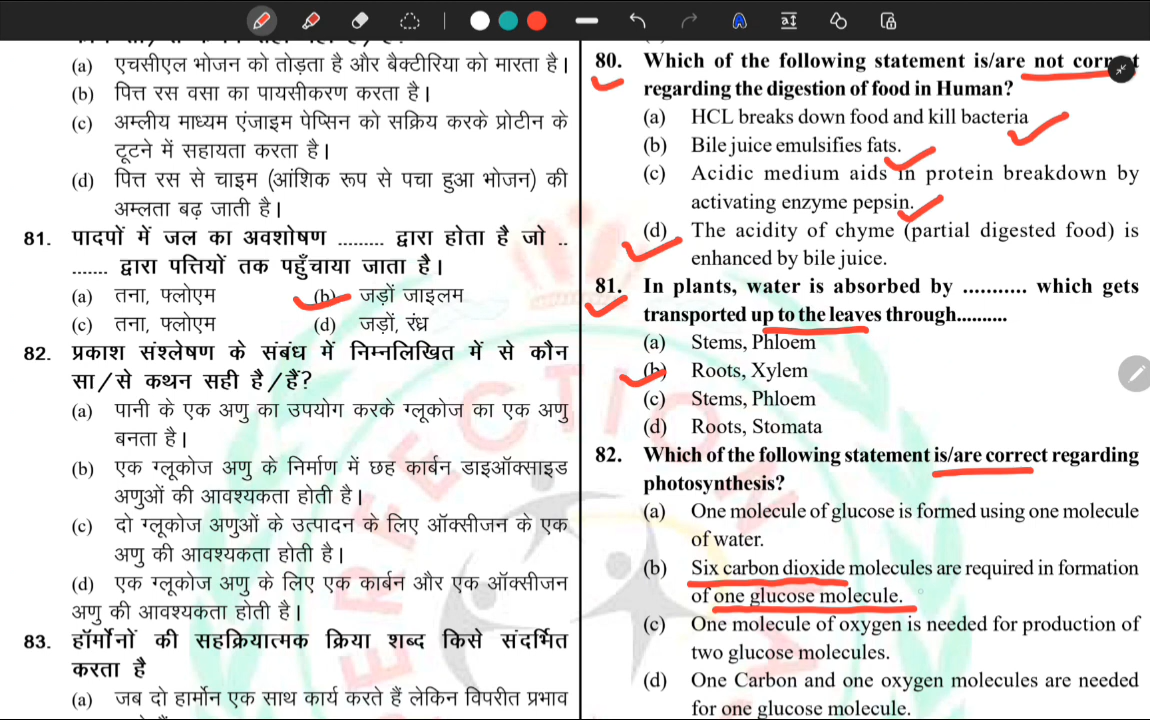 (a) एचसीएल भोजन को तोड़ता है और बैक्टीरिया को मारता है।
(b) पित्त रस वसा का पायसीकरण करता है।
(c) अम्लीय माध्यम एंजाइम पेप्सिन को सक्रिय करके प्रोटीन के
टूटने में सहायता करता है।
(d) पित्त रस से चाइम (आंशिक रूप से पचा हुआ भोजन) की
अम्लता बढ़ जाती है।
81. पादपों में जल का अवशोषण ......... द्वारा होता है जो ..
....... द्वारा पत्तियों तक पहुँचाया जाता है।
(a) तना, फ्लोएम (b) जड़ों जाइलम
(c) तना, फ्लोएम (d) जड़ों, रंध्र
82. प्रकाश संश्लेषण के संबंध में निम्नलिखित में से कौन
सा/से कथन सही है/हैं?
(a) पानी के एक अणु का उपयोग करके ग्लूकोज का एक अणु
बनता है।
(b) एक ग्लूकोज अणु के निर्माण में छह कार्बन डाइऑक्साइड
अणुओं की आवश्यकता होती है।
(c) दो ग्लूकोज अणुओं के उत्पादन के लिए ऑक्सीजन के एक
अणु की आवश्यकता होती है।
(d) एक ग्लूकोज अणु के लिए एक कार्बन और एक ऑक्सीजन
अणु की आवश्यकता होती है।
83. हॉर्मोनों की सहक्रियात्मक क्रिया शब्द किसे संदर्भित
करता है
(a) जब दो हार्मोन एक साथ कार्य करते हैं लेकिन विपरीत प्रभाव
80. Which of the following statement is/are not
regarding the digestion of food in Human?
(a) HCL breaks down food and kill bacteria
(b) Bile juice emulsifies fats.
(c) Acidic medium aids in protein breakdown by
activating enzyme pepsin.
(d) The acidity of chyme (partial digested food) is
enhanced by bile juice.
81. In plants, water is absorbed by ........... which gets
transported up to the leaves through..........
(a) Stems, Phloem
(b) Roots, Xylem
(c) Stems, Phloem
(d) Roots, Stomata
82. Which of the following statement is/are correct regarding
photosynthesis?
(a) One molecule of glucose is formed using one molecule
of water.
(b) Six carbon dioxide molecules are required in formation
of one glucose molecule.
(c) One molecule of oxygen is needed for production of
two glucose molecules.
(d) One Carbon and one oxygen molecules are needed
for one glucose molecule.